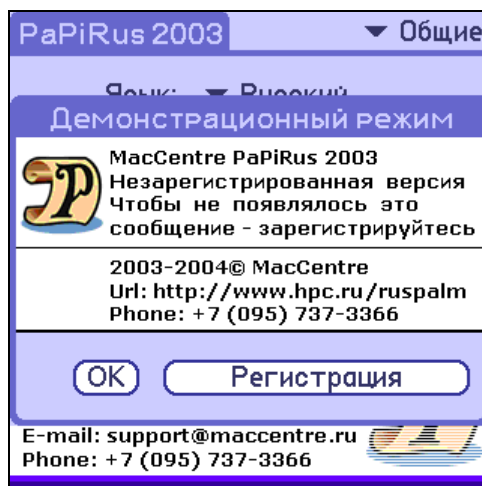 PaPiRus 2003
Общие
Язык: Русский
Демонстрационный режим
MacCentre PaPiRus 2003
Незарегистрированная версия
Чтобы не появлялось это
сообщение - зарегистрируйтесь
2003-2004© MacCentre
Url: http://www.hpc.ru/ruspalm
Phone: +7 (095) 737-3366
OK
Регистрация
E-mail: support@maccentre.ru
Phone: +7 (095) 737-3366